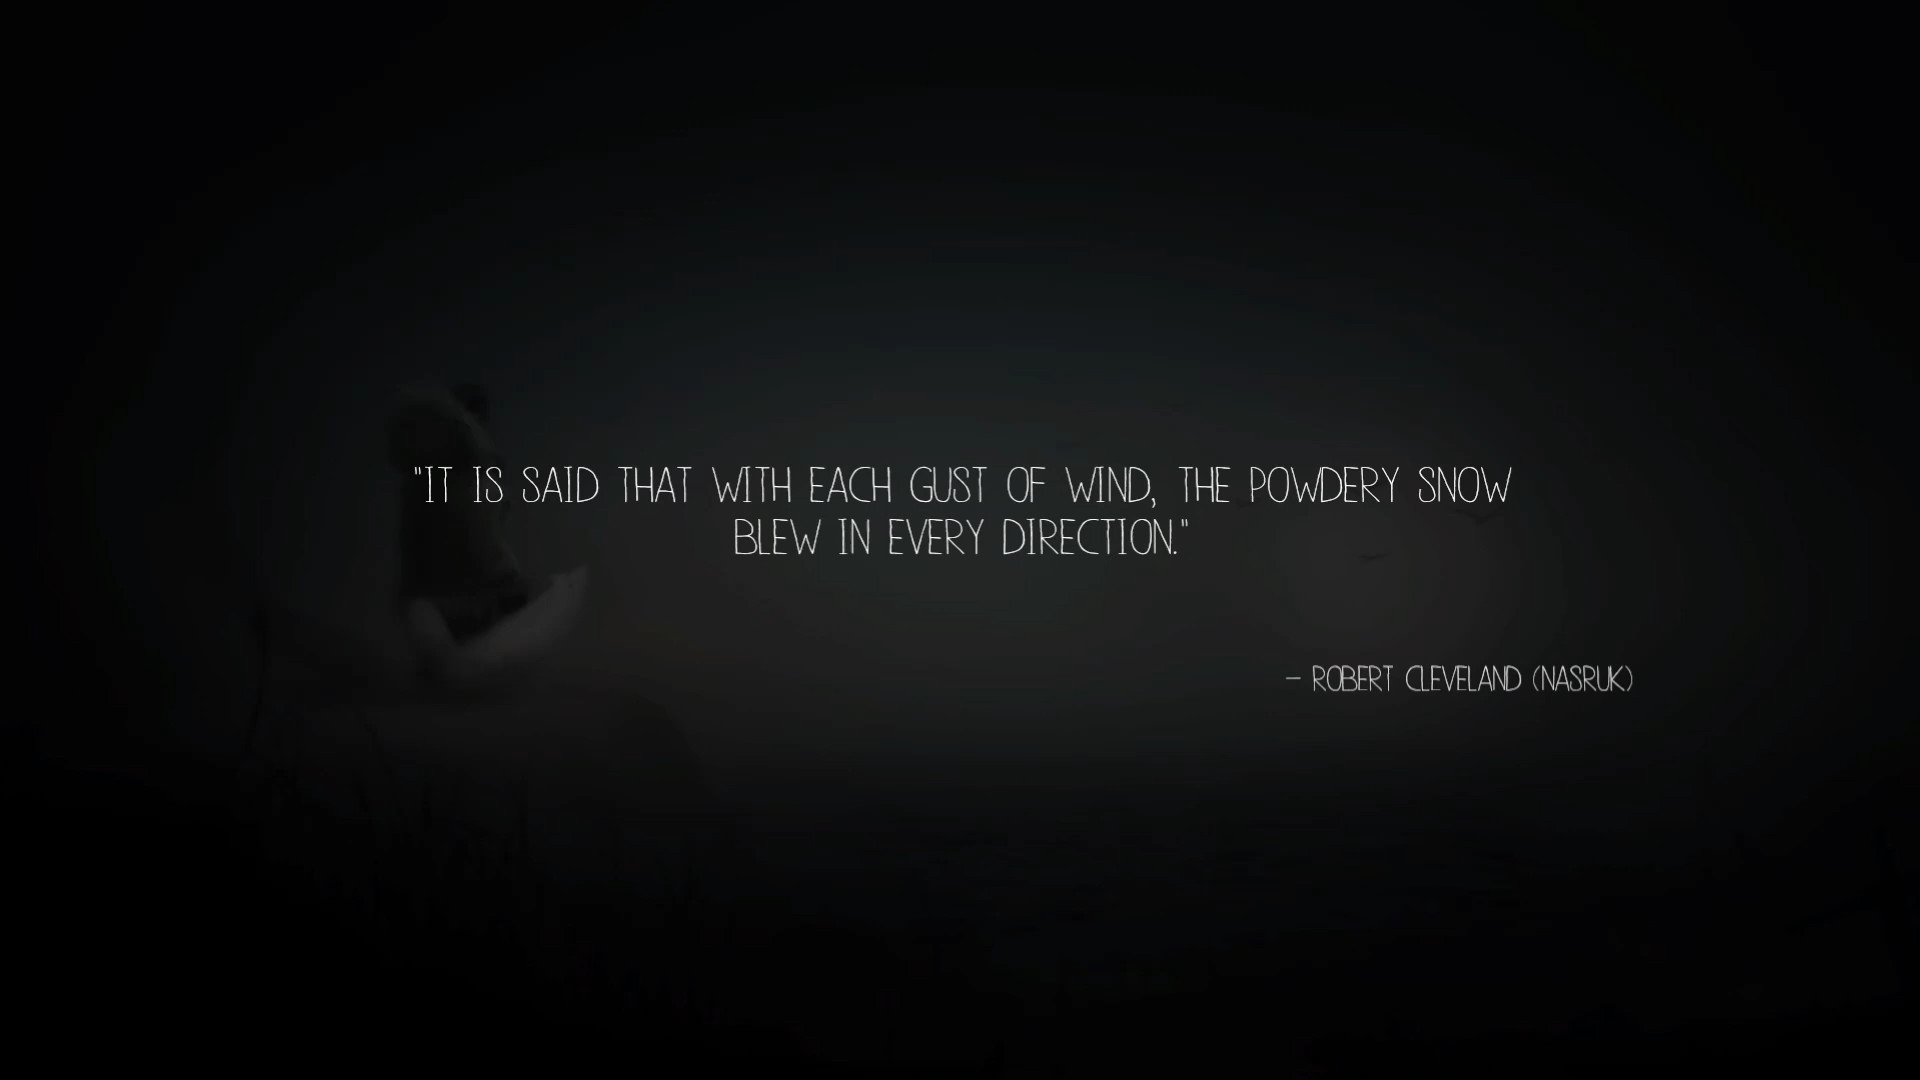 "IT IS SAID THAT WITH EACH GUST OF WIND, THE POWDERY SNOW
BLEW IN EVERY DIRECTION."
– ROBERT CLEVELAND (NASRUK)